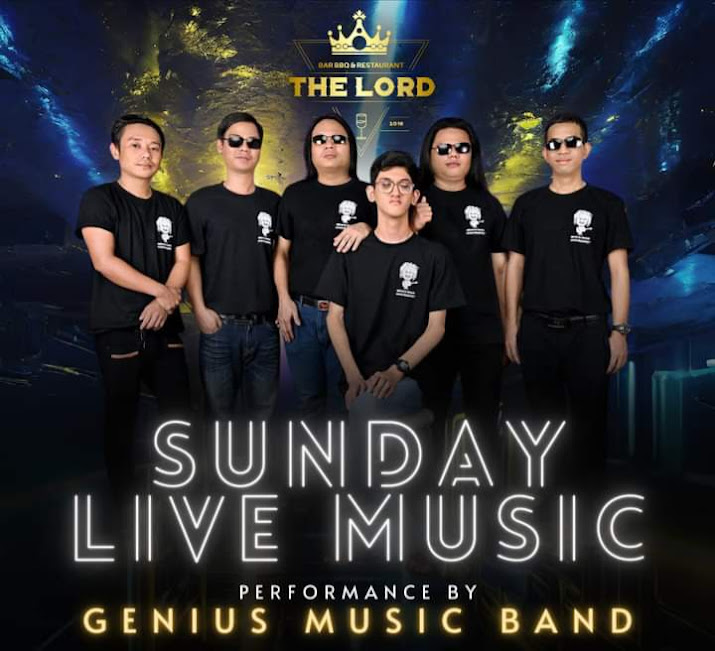 BAR BBQ & RESTAURANT
THE LORD
2018
SUNDAY
LIVE MUSIC
PERFORMANCE BY
GENIUS MUSIC BAND